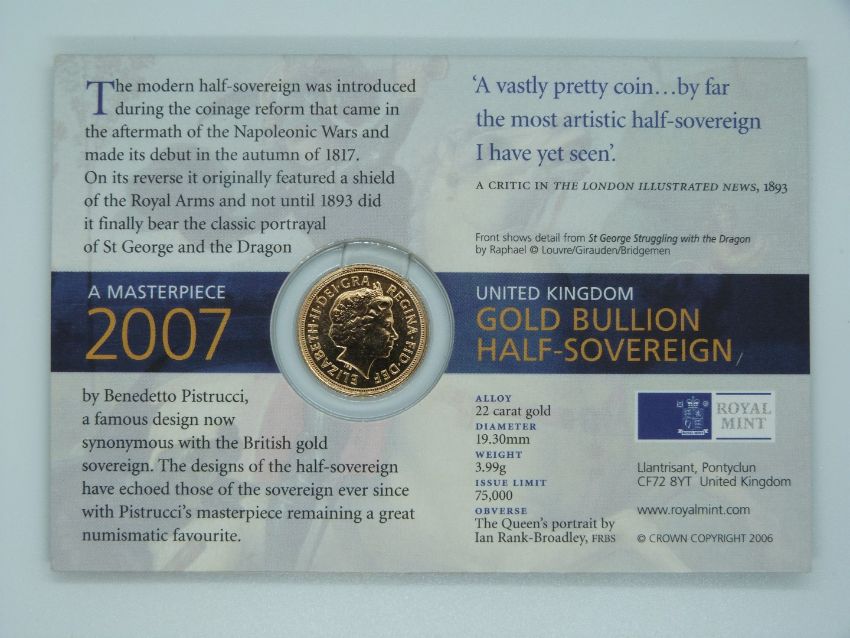 The modern half-sovereign was introduced
during the coinage reform that came in
the aftermath of the Napoleonic Wars and
made its debut in the autumn of 1817.
On its reverse it originally featured a shield
of the Royal Arms and not until 1893 did
it finally bear the classic portrayal
of St George and the Dragon
A MASTERPIECE
2007
by Benedetto Pistrucci,
a famous design now
synonymous with the British gold
sovereign. The designs of the half-sovereign
have echoed those of the sovereign ever since
with Pistrucci's masterpiece remaining a great
numismatic favourite.
ELIZABETH·II·DEI·GRA REGINA·FID·DEF
'A vastly pretty coin...by far
the most artistic half-sovereign
I have yet seen'.
A CRITIC IN THE LONDON ILLUSTRATED NEWS, 1893
Front shows detail from St George Struggling with the Dragon
by Raphael © Louvre/Girauden/Bridgemen
UNITED KINGDOM
GOLD BULLION
HALF-SOVEREIGN
ALLOY
22 carat gold
DIAMETER
19.30mm
WEIGHT
3.99g
ISSUE LIMIT
75,000
OBVERSE
The Queen's portrait by
Ian Rank-Broadley, FRBS
ROYAL
MINT
Llantrisant, Pontyclun
CF72 8YT United Kingdom
www.royalmint.com
© CROWN COPYRIGHT 2006